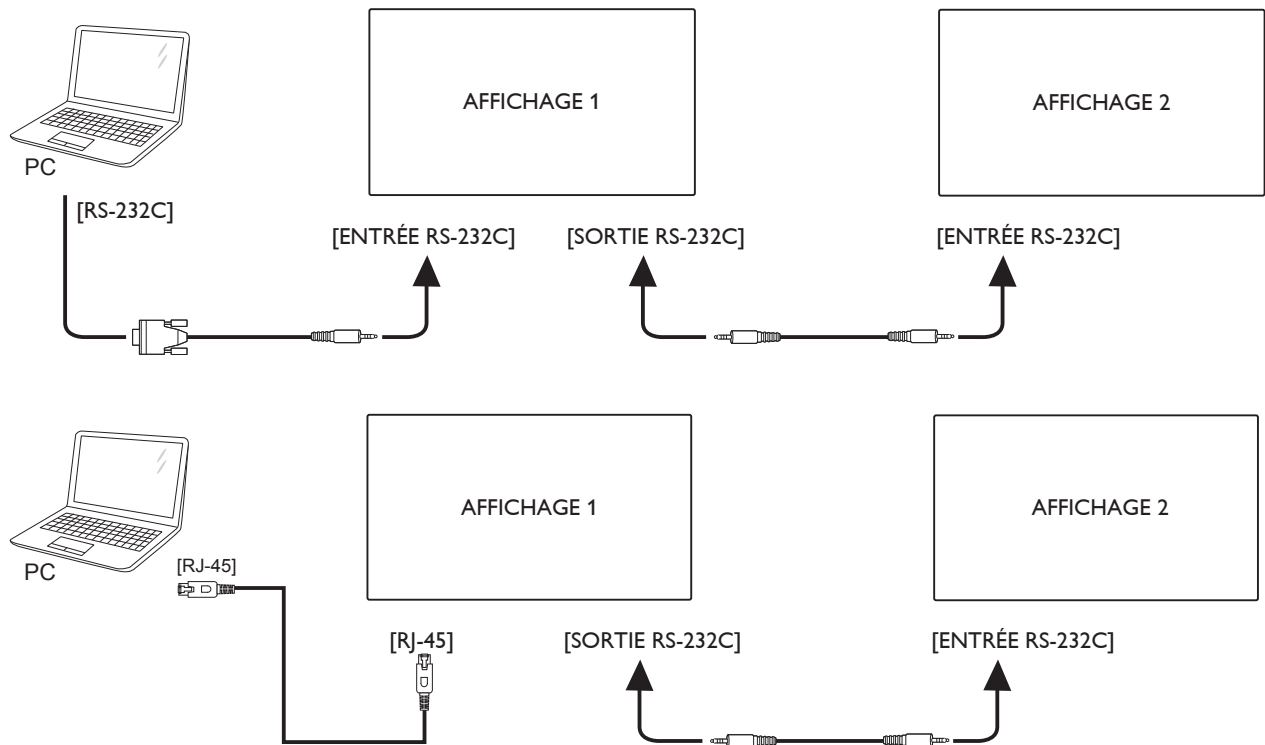 AFFICHAGE 1
AFFICHAGE 2
PC
[RS-232C]
[ENTRÉE RS-232C]
[SORTIE RS-232C]
[ENTRÉE RS-232C]
AFFICHAGE 1
AFFICHAGE 2
PC
[RJ-45]
[RJ-45]
[SORTIE RS-232C]
[ENTRÉE RS-232C]